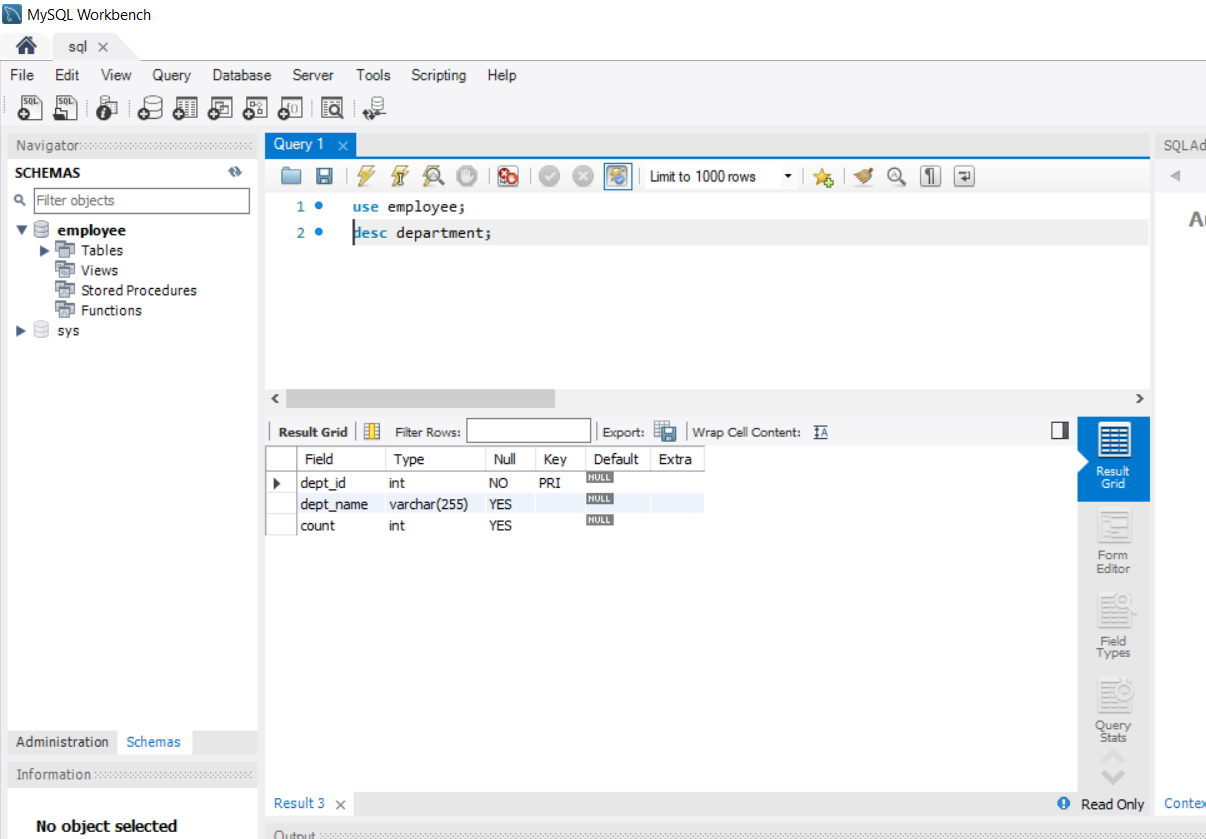 MySQL Workbench
sql
File Edit View Query Database Server Tools Scripting Help
Navigator
SCHEMAS
Filter objects
employee
Tables
Views
Stored Procedures
Functions
sys
Administration Schemas
Information
No object selected
Query 1
Limit to 1000 rows
1 use employee;
2 desc department;
Result Grid Filter Rows: Export: Wrap Cell Content:
Field Type Null Key Default Extra
dept_id int NO PRI NULL
dept_name varchar(255) YES NULL
count int YES NULL
Result Grid
Form Editor
Field Types
Query Stats
Result 3
Read Only
Output
SQLAd
Au
Contex